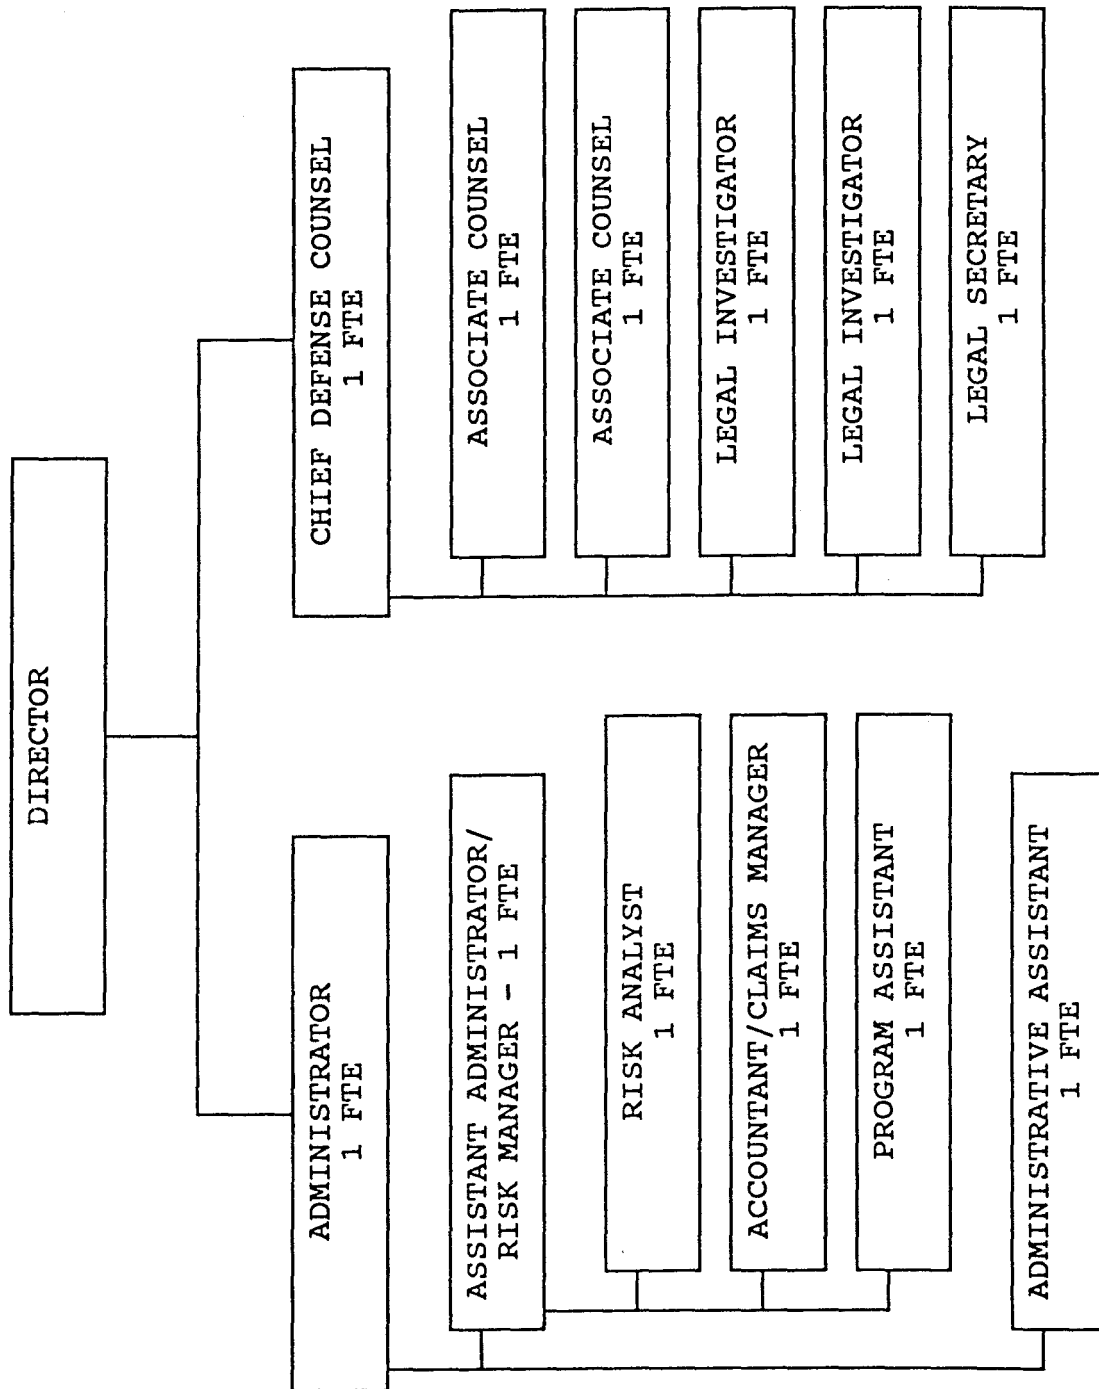 DIRECTOR
ADMINISTRATOR
1 FTE
ASSISTANT ADMINISTRATOR/
RISK MANAGER - 1 FTE
RISK ANALYST
1 FTE
ACCOUNTANT/CLAIMS MANAGER
1 FTE
PROGRAM ASSISTANT
1 FTE
ADMINISTRATIVE ASSISTANT
1 FTE
CHIEF DEFENSE COUNSEL
1 FTE
ASSOCIATE COUNSEL
1 FTE
ASSOCIATE COUNSEL
1 FTE
LEGAL INVESTIGATOR
1 FTE
LEGAL INVESTIGATOR
1 FTE
LEGAL SECRETARY
1 FTE